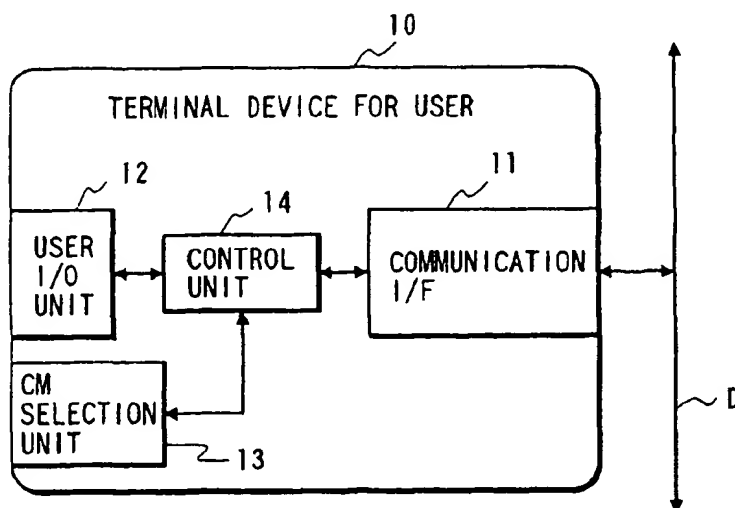 10
TERMINAL DEVICE FOR USER
12
14
11
USER
I/O
UNIT
CONTROL
UNIT
COMMUNICATION
I/F
CM
SELECTION
UNIT
13
D